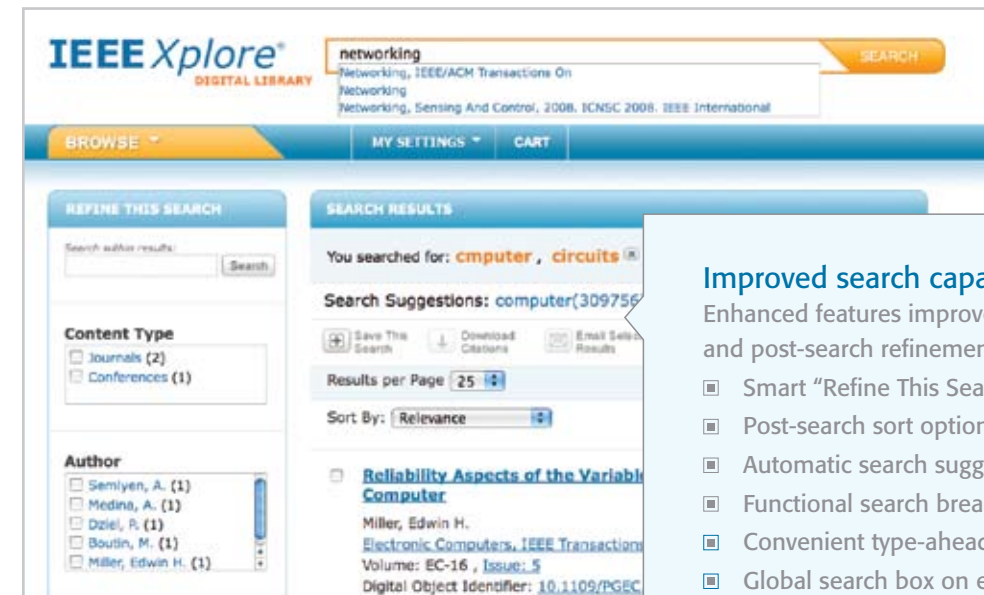 IEEE Xplore®
DIGITAL LIBRARY
networking
SEARCH
Networking, IEEE/ACM Transactions On
Networking
Networking, Sensing And Control, 2008. ICNSC 2008. IEEE International
BROWSE
MY SETTINGS
CART
REFINE THIS SEARCH
Search author results:
Search
Content Type
Journals (2)
Conferences (1)
Author
Semlyen, A. (1)
Medina, A. (1)
Dziel, P. (1)
Boutin, M. (1)
Miller, Edwin H. (1)
SEARCH RESULTS
You searched for: cmputer , circuits
Search Suggestions: computer(309756
Save This Search
Download Citations
Email Selec
Results
Results per Page 25
Sort By: Relevance
Reliability Aspects of the Variable
Computer
Miller, Edwin H.
Electronic Computers, IEEE Transactions
Volume: EC-16 , Issue: 5
Digital Object Identifier: 10.1109/PGEC
Improved search capa
Enhanced features improv
and post-search refinemen
Smart “Refine This Sea
Post-search sort option
Automatic search sugg
Functional search brea
Convenient type-ahead
Global search box on e